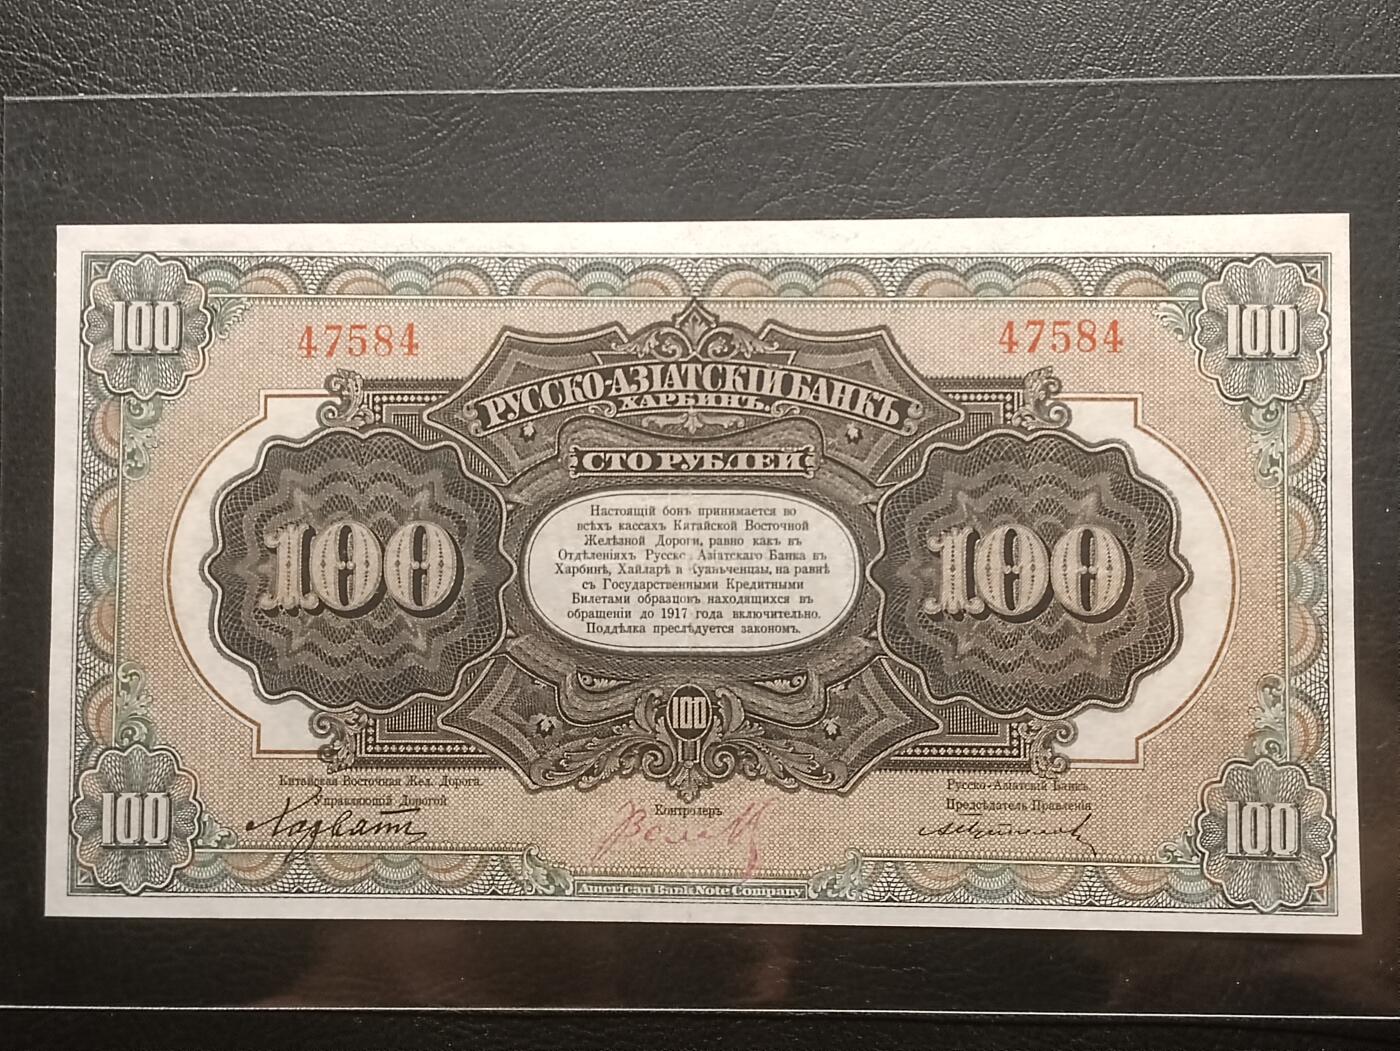 100
100
47584
47584
РУССКО-АЗІАТСКІЙ БАНКЪ
ХАРБИНЪ.
СТО РУБЛЕЙ
100
100
Настоящій бонъ принимается во
всѣхъ кассахъ Китайской Восточной
Желѣзной Дороги, равно какъ въ
Отдѣленіяхъ Русско Азіатскаго Банка въ
Харбинѣ, Хайларѣ и Куаньченцзы, на равнѣ
съ Государственными Кредитными
Билетами образцовъ находящихся въ
обращеніи до 1917 года включительно.
Поддѣлка преслѣдуется закономъ.
100
Китайская Восточная Жел. Дорога.
Управляющій Дорогой
Хорватъ
Контролеръ
Русско-Азіатскій Банкъ.
Предсѣдатель Правленія
100
100
American Bank Note Company